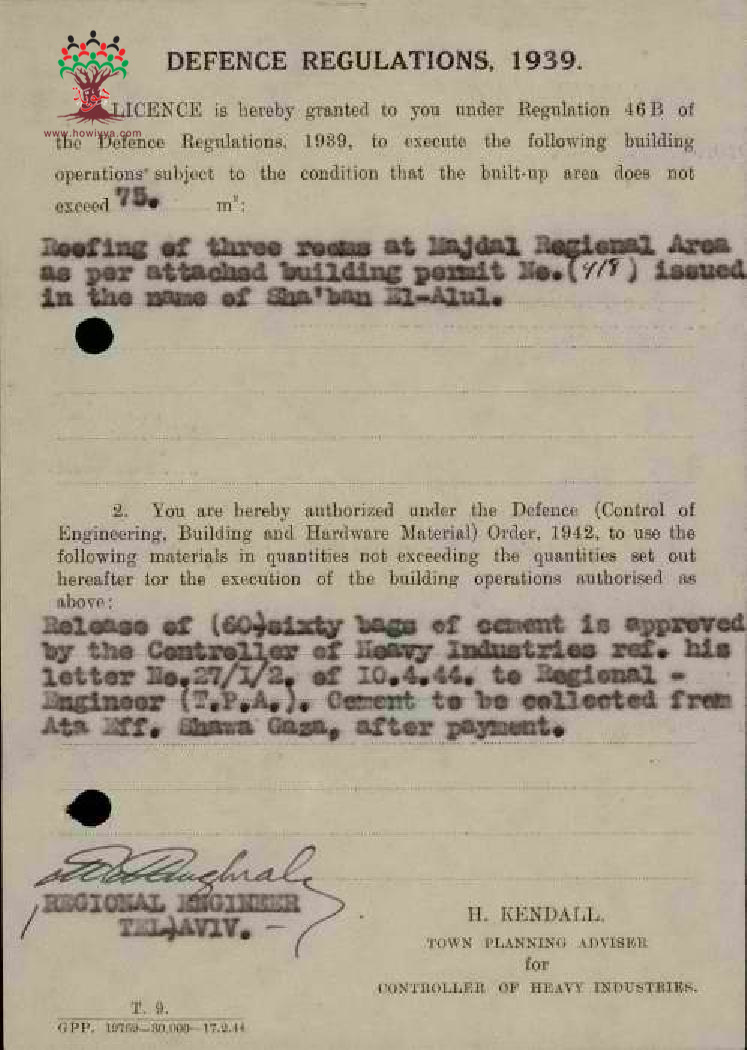 DEFENCE REGULATIONS, 1939.
LICENCE is hereby granted to you under Regulation 46B of
www.howiyya.com
the Defence Regulations, 1939, to execute the following building
operations subject to the condition that the built-up area does not
exceed 75. m²:
Roofing of three rooms at Majdal Regional Area
as per attached building permit No.(418) issued
in the name of Sha'ban El-Alul.
2. You are hereby authorized under the Defence (Control of
Engineering, Building and Hardware Material) Order, 1942, to use the
following materials in quantities not exceeding the quantities set out
hereafter for the execution of the building operations authorised as
above:
Release of (60)sixty bags of cement is approved
by the Controller of Heavy Industries ref. his
letter No.27/1/2. of 10.4.44. to Regional -
Engineer (T.P.A.). Cement to be collected from
Ata Eff. Shawa Gaza, after payment.
REGIONAL ENGINEER
TEL)AVIV. -
H. KENDALL,
TOWN PLANNING ADVISER
for
CONTROLLER OF HEAVY INDUSTRIES.
T. 9.
GPP. 19769—30,000—17.2.44